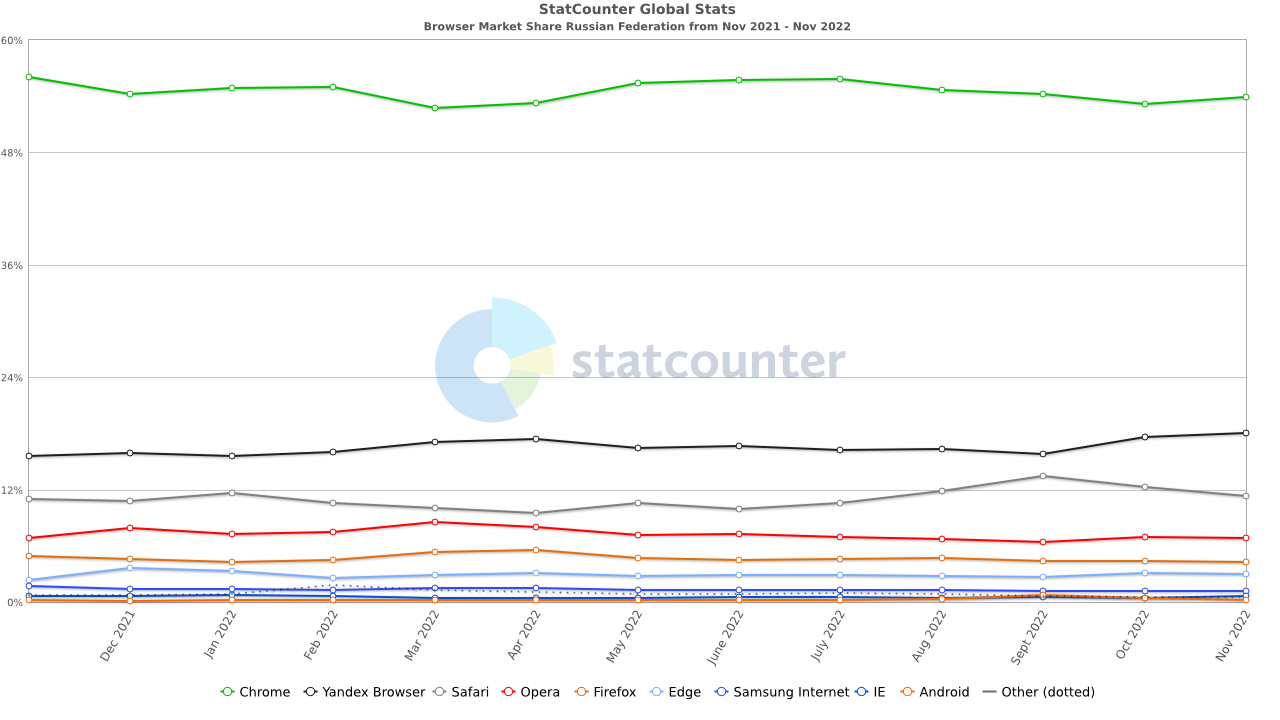 StatCounter Global Stats
Browser Market Share Russian Federation from Nov 2021 - Nov 2022
60%
48%
36%
24%
12%
0%
statcounter
Dec 2021
Jan 2022
Feb 2022
Mar 2022
Apr 2022
May 2022
June 2022
July 2022
Aug 2022
Sept 2022
Oct 2022
Nov 2022
Chrome Yandex Browser Safari Opera Firefox Edge Samsung Internet IE Android Other (dotted)